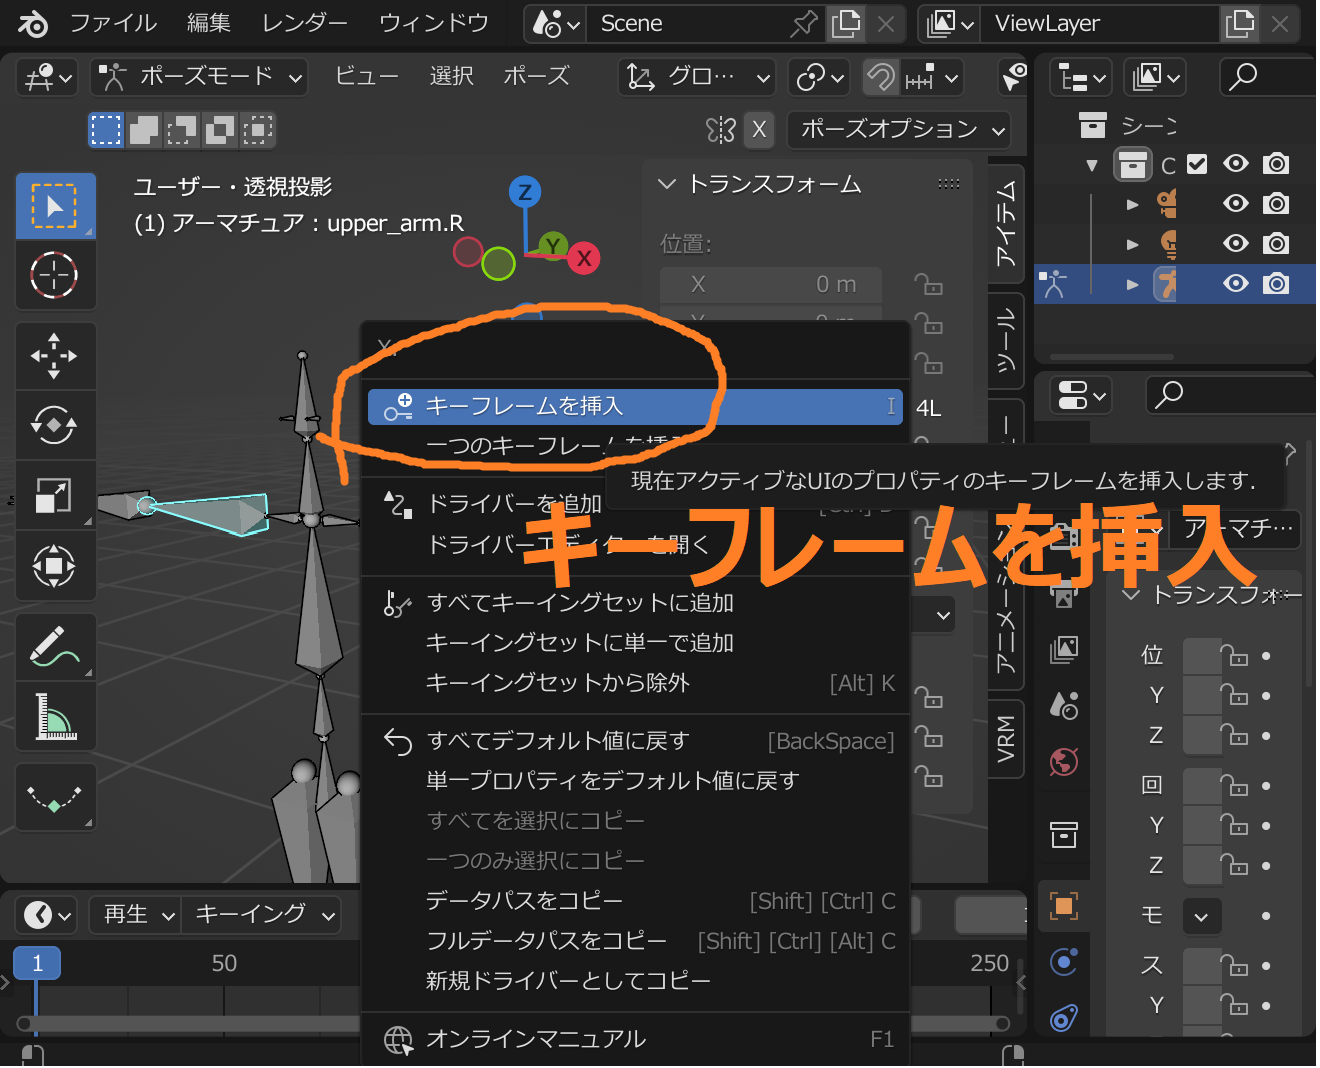 ファイル 編集 レンダー ウィンドウ Scene ViewLayer
ポーズモード ビュー 選択 ポーズ グロ…
X ポーズオプション
シーン
ユーザー・透視投影
(1) アーマチュア : upper_arm.R
Z
Y
X
トランスフォーム
位置:
X 0 m
アイテム
ツール
アニメーション
VRM
X:
キーフレームを挿入 I
4L
一つのキーフレームを挿入
現在アクティブなUIのプロパティのキーフレームを挿入します.
ドライバーを追加 [Ctrl] D
ドライバーエディターを開く
キーフレームを挿入
アーマチ…
すべてキーイングセットに追加
キーイングセットに単一で追加
キーイングセットから除外 [Alt] K
すべてデフォルト値に戻す [BackSpace]
単一プロパティをデフォルト値に戻す
すべてを選択にコピー
一つのみ選択にコピー
データパスをコピー [Shift] [Ctrl] C
フルデータパスをコピー [Shift] [Ctrl] [Alt] C
新規ドライバーとしてコピー
オンラインマニュアル F1
トランスフォー
位
Y
Z
回
Y
Z
モ
ス
Y
再生 キーイング
1 50 250